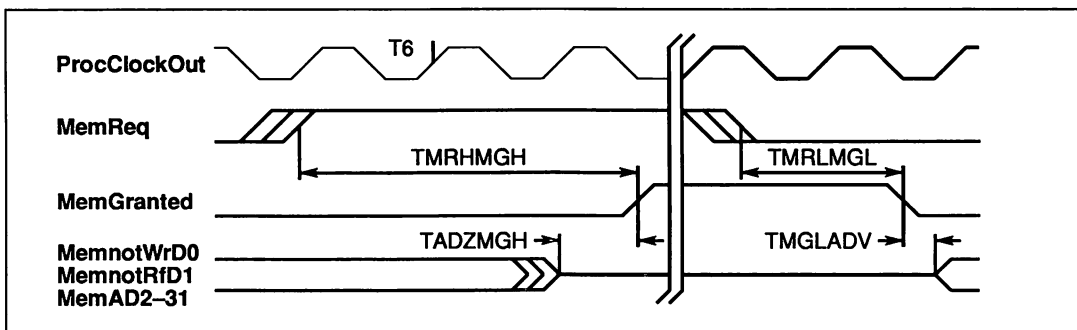 T6
ProcClockOut
MemReq
TMRHMGH
TMRLMGL
MemGranted
TADZMGH
TMGLADV
MemnotWrD0
MemnotRfD1
MemAD2–31